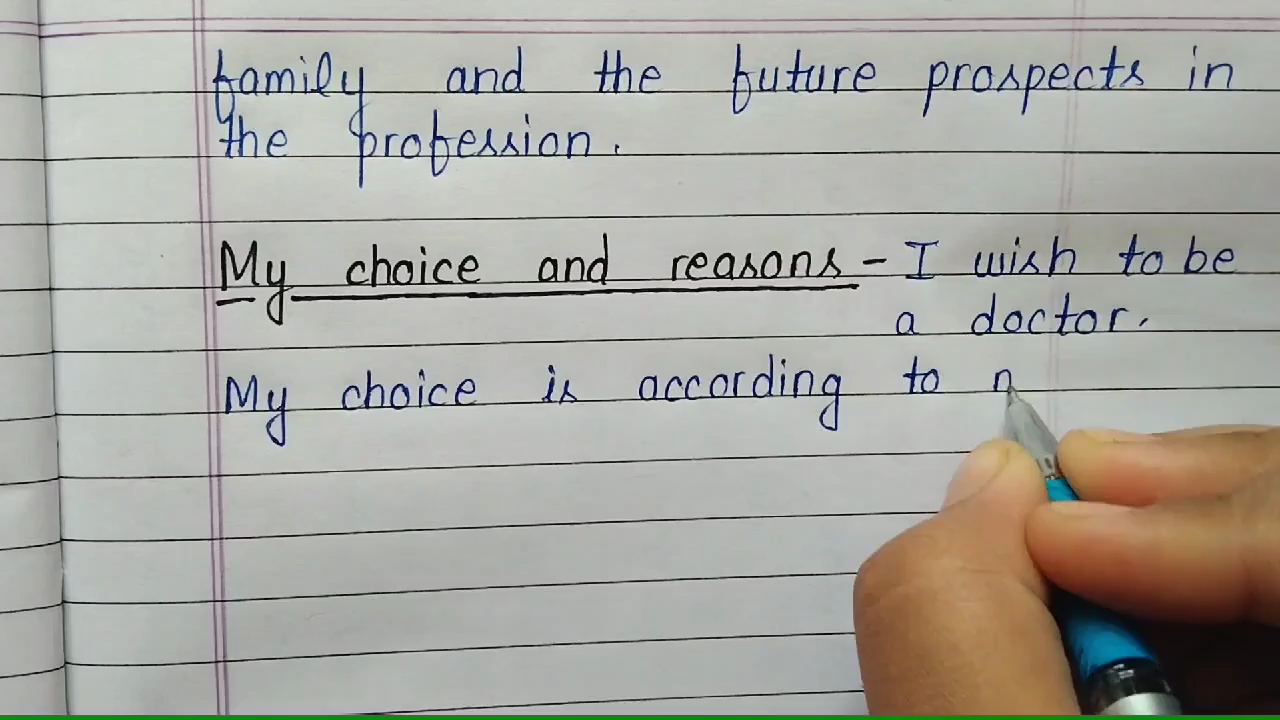 family and the future prospects in
the profession.
My choice and reasons - I wish to be
a doctor.
My choice is according to